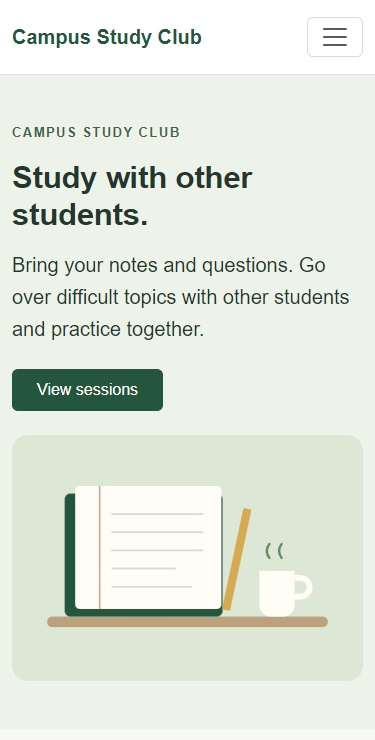 Campus Study Club
CAMPUS STUDY CLUB
Study with other
students.
Bring your notes and questions. Go
over difficult topics with other students
and practice together.
View sessions